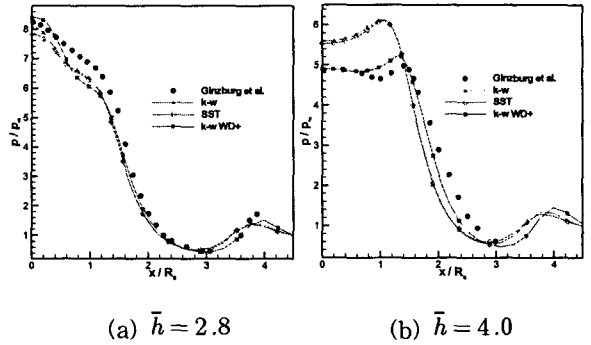 8
7
6
5
4
3
2
1
p / p∞
Ginzburg et al.
k-w
SST
k-w WD+
0 1 2 3 4
x / Ra
6
5
4
3
2
1
p / p∞
Ginzburg et al.
k-w
SST
k-w WD+
0 1 2 3 4
x / Ra
(a) h̄ = 2.8
(b) h̄ = 4.0